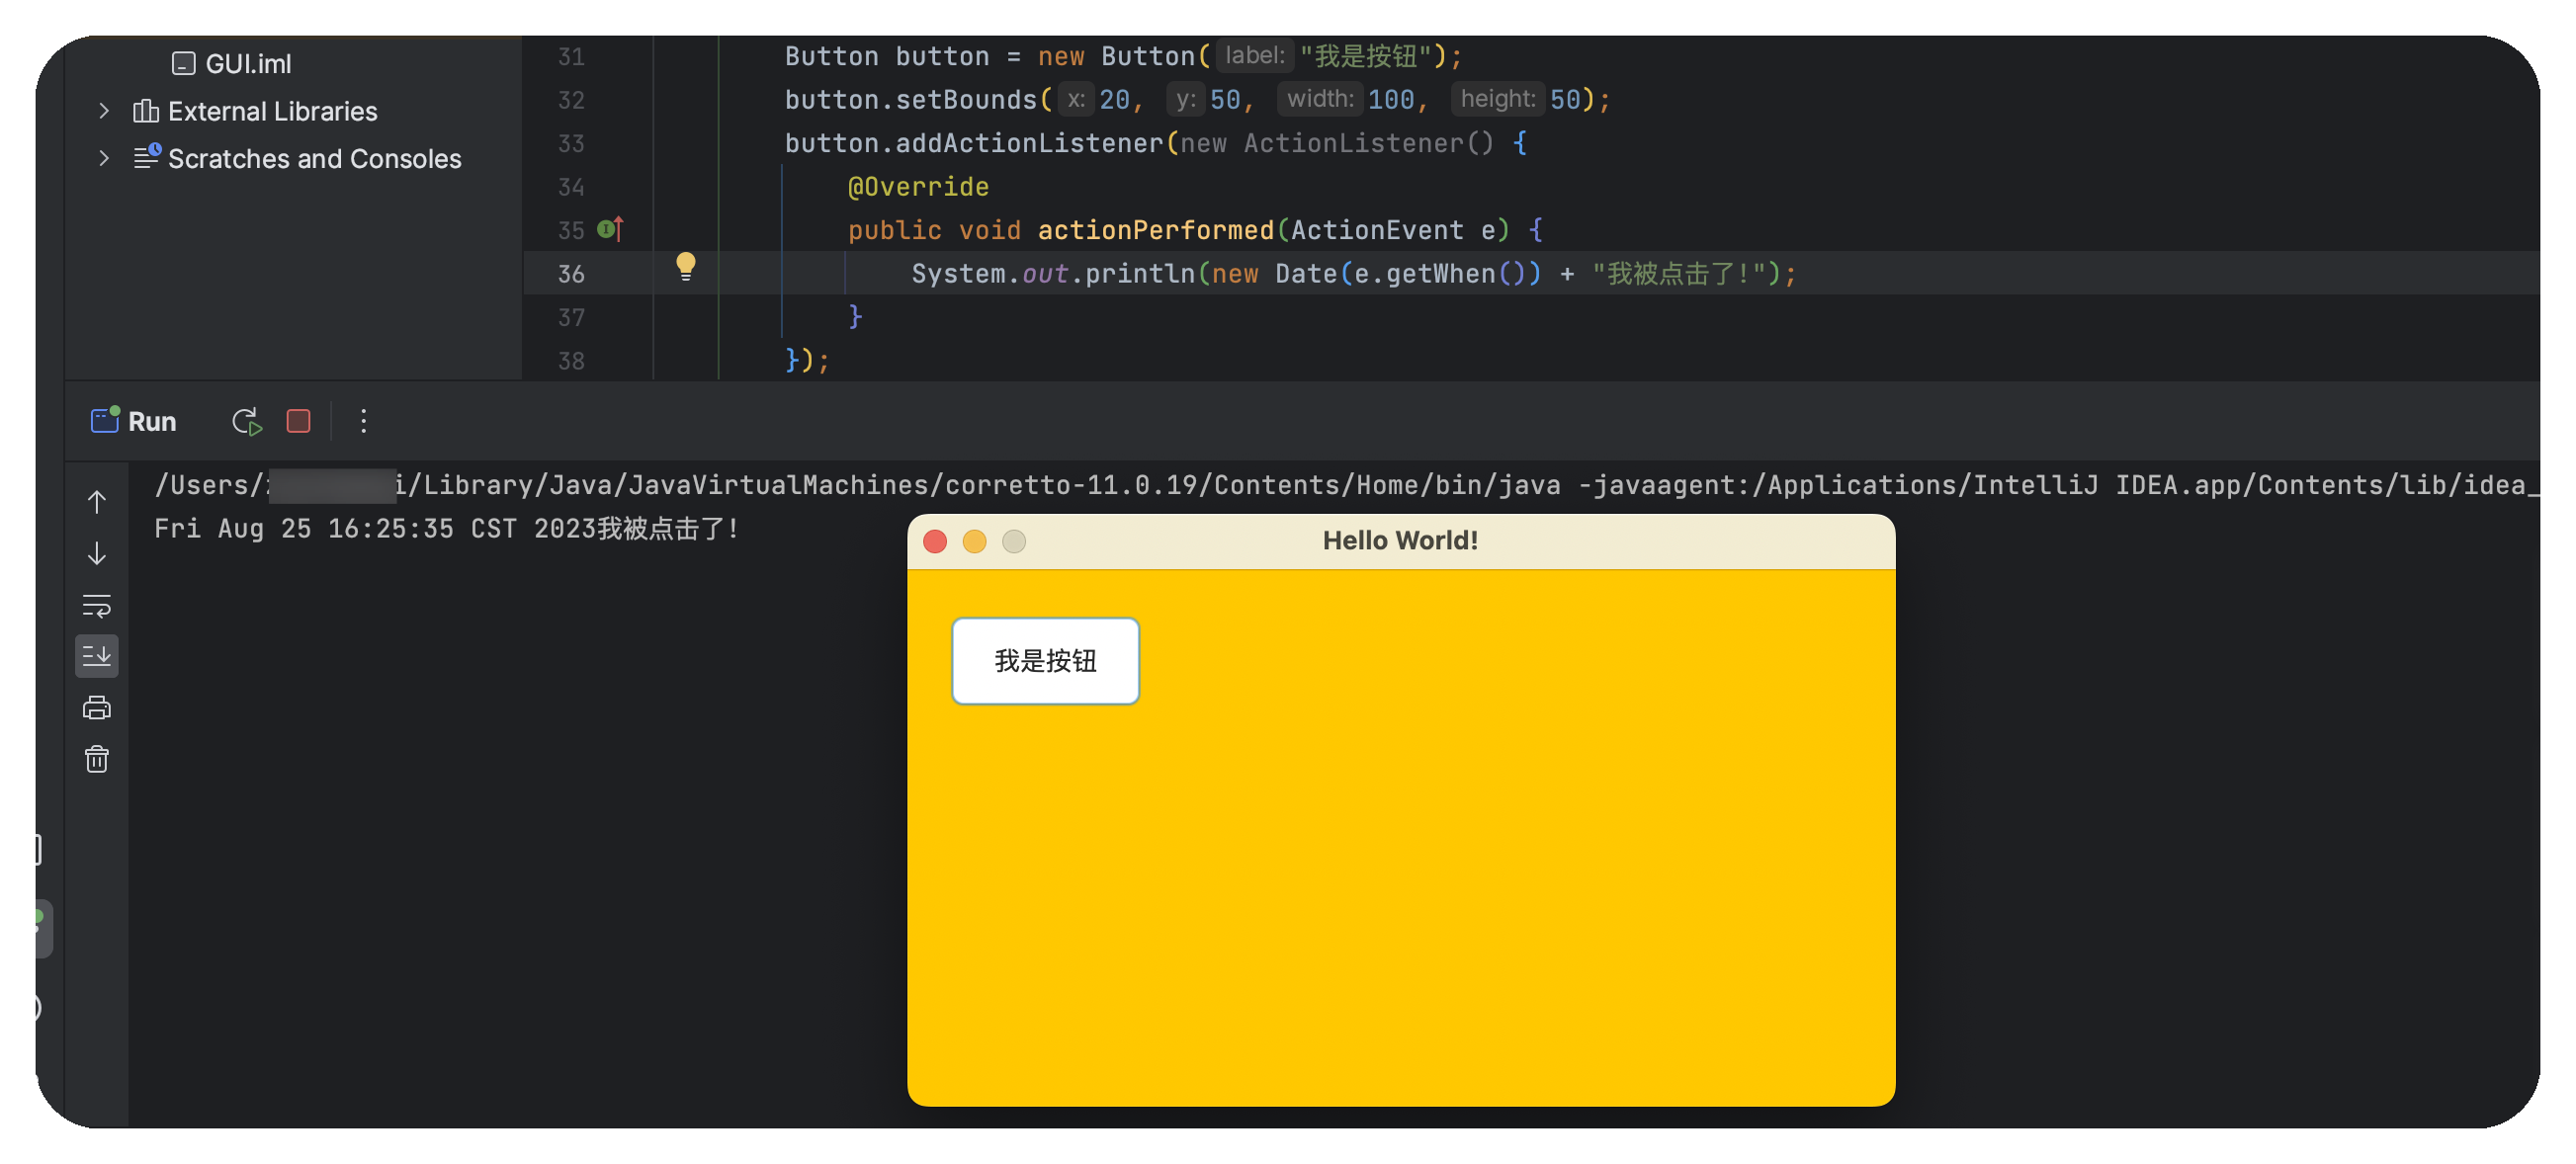 GUI.iml
External Libraries
Scratches and Consoles
31 Button button = new Button( label: "我是按钮");
32 button.setBounds( x: 20, y: 50, width: 100, height: 50);
33 button.addActionListener(new ActionListener() {
34 @Override
35 public void actionPerformed(ActionEvent e) {
36 System.out.println(new Date(e.getWhen()) + "我被点击了!");
37 }
38 });
Run
/Users/ i/Library/Java/JavaVirtualMachines/corretto-11.0.19/Contents/Home/bin/java -javaagent:/Applications/IntelliJ IDEA.app/Contents/lib/idea_
Fri Aug 25 16:25:35 CST 2023我被点击了!
Hello World!
我是按钮